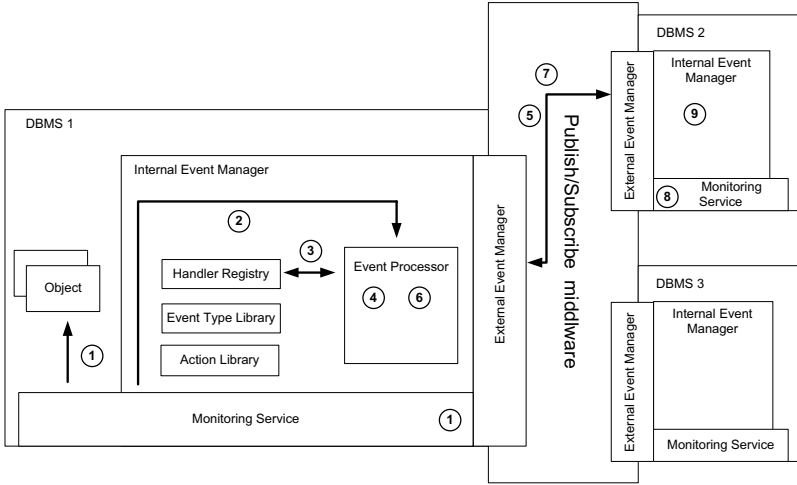 DBMS 1
Internal Event Manager
2
Handler Registry
3
Event Processor
4
6
Event Type Library
Action Library
Object
1
Monitoring Service
1
External Event Manager
7
5
Publish/Subscribe middlware
DBMS 2
External Event Manager
Internal Event
Manager
9
8
Monitoring
Service
DBMS 3
External Event Manager
Internal Event
Manager
Monitoring Service